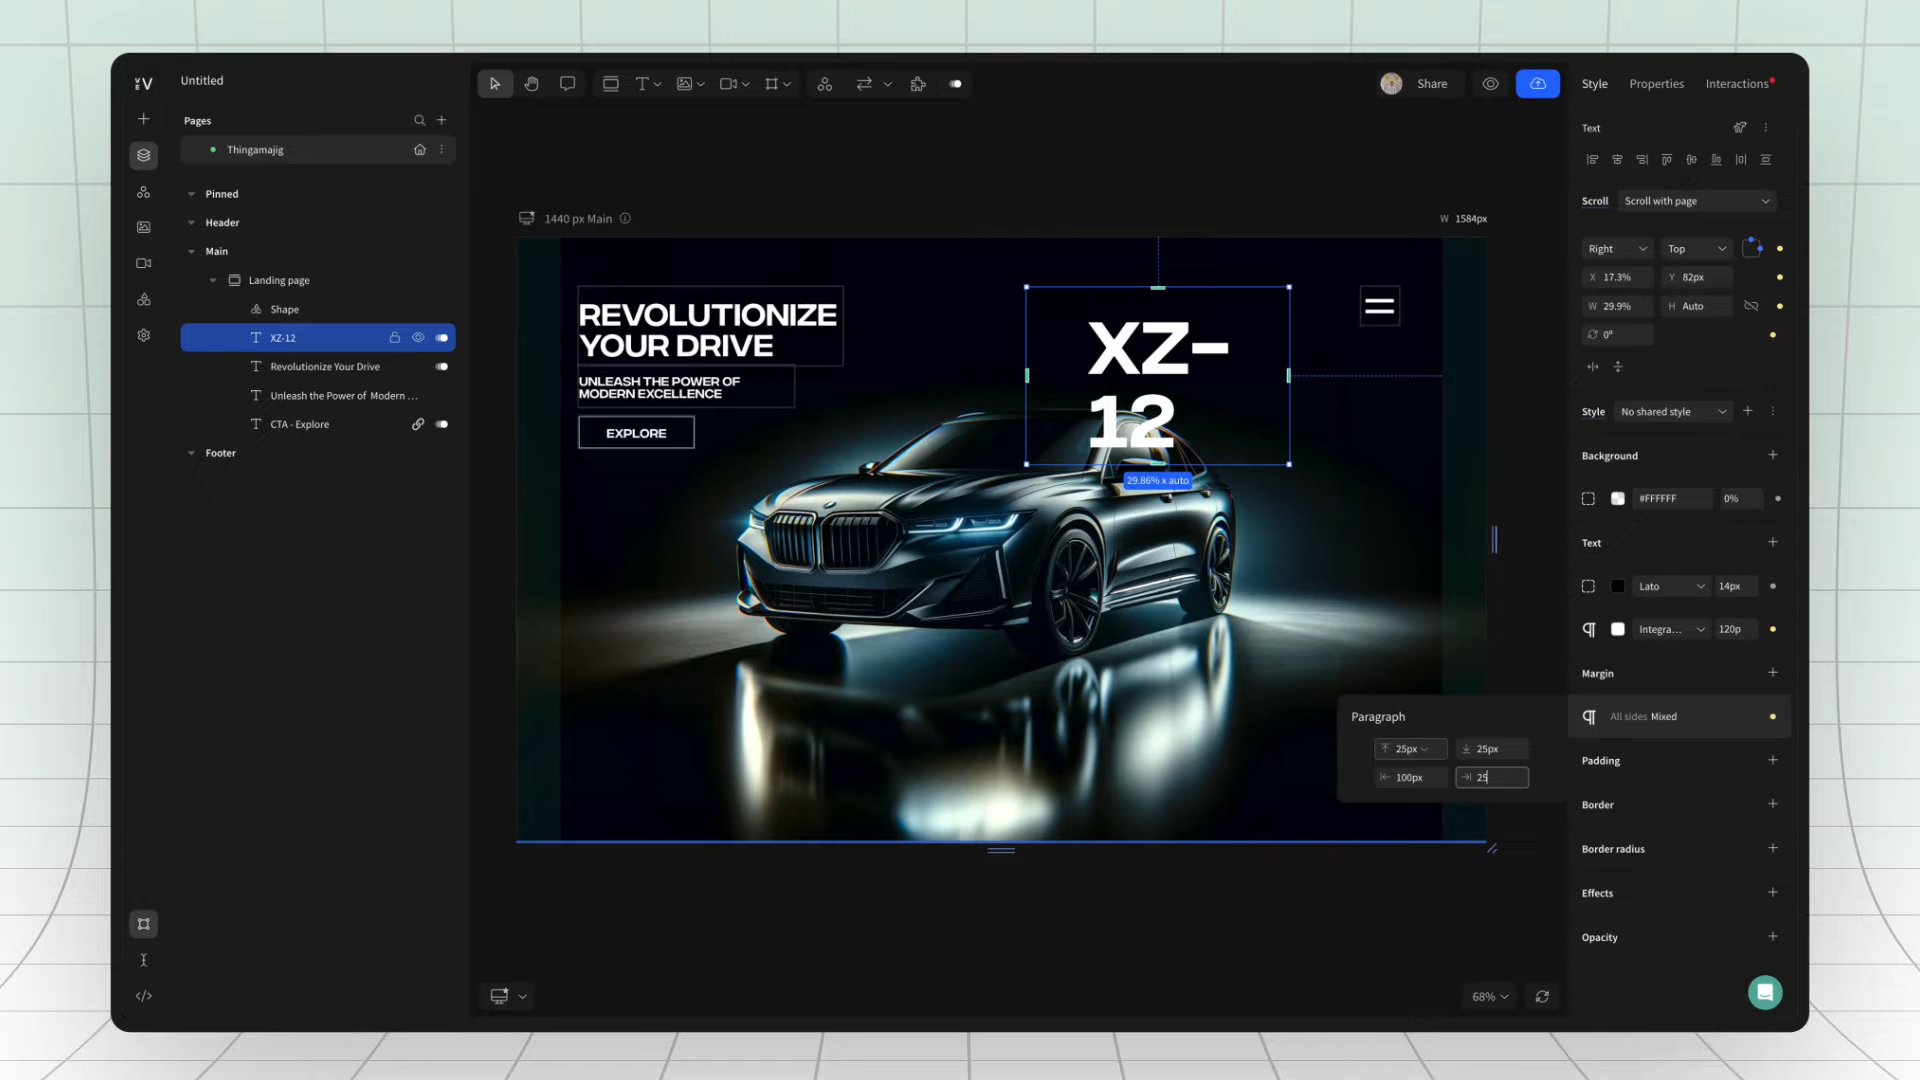 Untitled
Pages
Thingamajig
Pinned
Header
Main
Landing page
Shape
XZ-12
Revolutionize Your Drive
Unleash the Power of Modern ...
CTA - Explore
Footer
Share
1440 px Main
W 1584px
REVOLUTIONIZE
YOUR DRIVE
UNLEASH THE POWER OF
MODERN EXCELLENCE
EXPLORE
XZ-
12
29.86% x auto
68%
Paragraph
25px
25px
100px
25
Style
Properties
Interactions
Text
Scroll
Scroll with page
Right
Top
X 17.3%
Y 82px
W 29.9%
H Auto
0°
Style
No shared style
Background
#FFFFFF
0%
Text
Lato
14px
Integra...
120p
Margin
All sides Mixed
Padding
Border
Border radius
Effects
Opacity